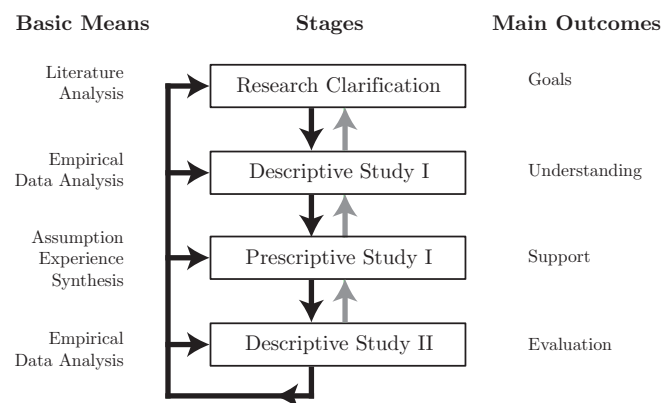 Basic Means Stages Main Outcomes
Literature
Analysis
Research Clarification
Goals
Empirical
Data Analysis
Descriptive Study I
Understanding
Assumption
Experience
Synthesis
Prescriptive Study I
Support
Empirical
Data Analysis
Descriptive Study II
Evaluation